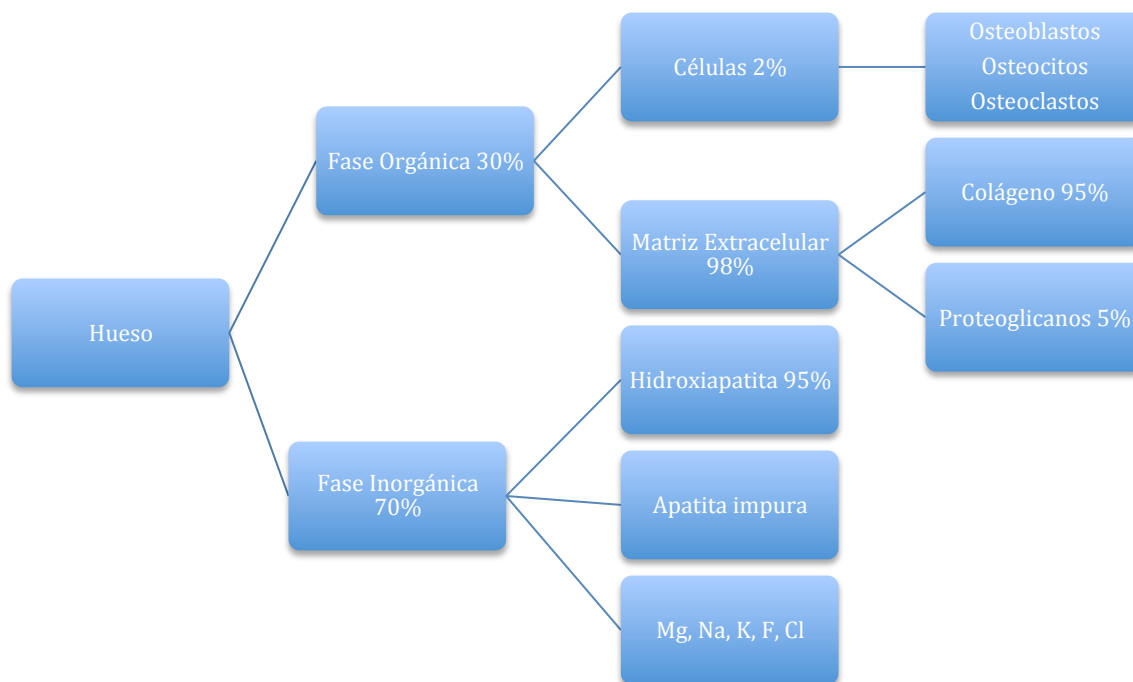 Hueso
Fase Orgánica 30%
Células 2%
Osteoblastos
Osteocitos
Osteoclastos
Matriz Extracelular
98%
Colágeno 95%
Proteoglicanos 5%
Fase Inorgánica
70%
Hidroxiapatita 95%
Apatita impura
Mg, Na, K, F, Cl